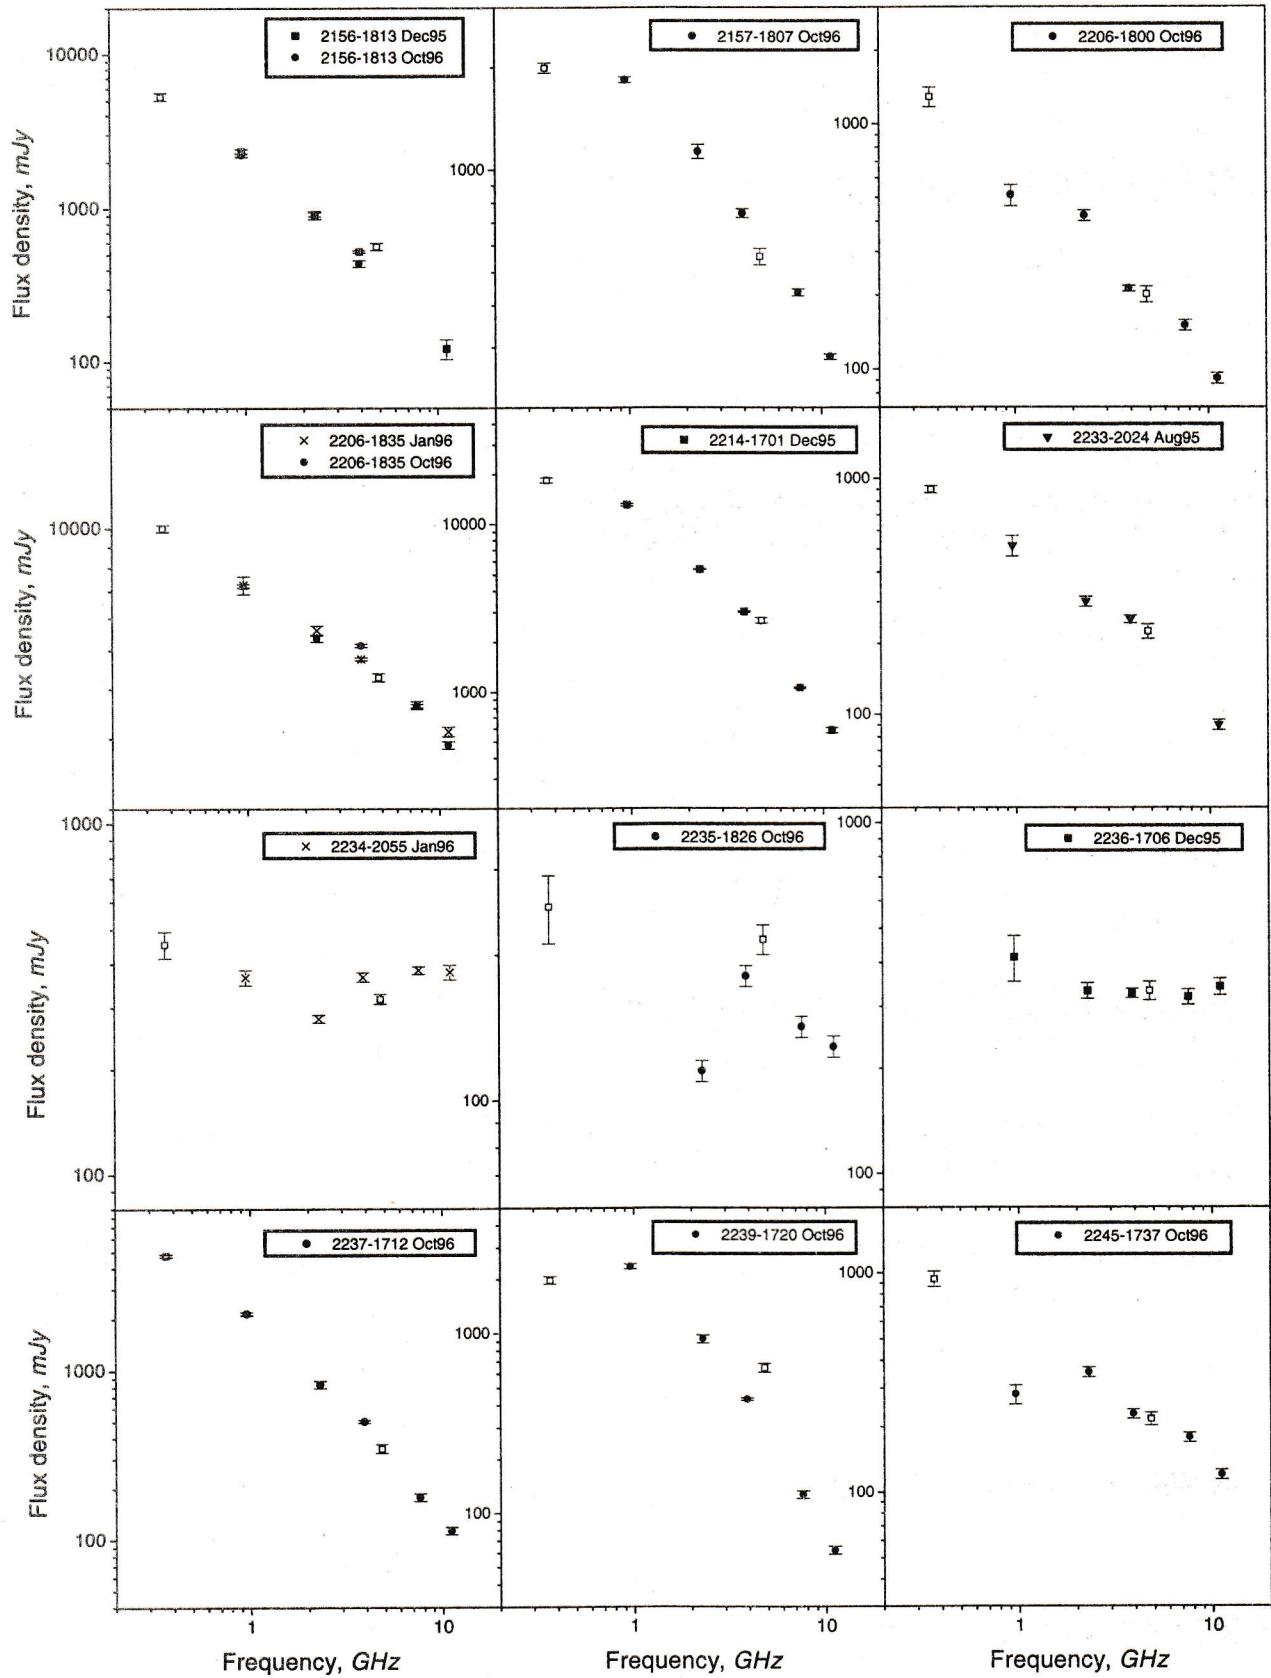 2156-1813 Dec95
2156-1813 Oct96
2157-1807 Oct96
2206-1800 Oct96
10000
1000
100
1000
1000
100
Flux density, mJy
2206-1835 Jan96
2206-1835 Oct96
2214-1701 Dec95
2233-2024 Aug95
10000
10000
1000
1000
100
Flux density, mJy
2234-2055 Jan96
2235-1826 Oct96
2236-1706 Dec95
1000
100
100
1000
100
Flux density, mJy
2237-1712 Oct96
2239-1720 Oct96
2245-1737 Oct96
1000
100
1000
100
1000
100
Flux density, mJy
1 10 1 10 1 10
Frequency, GHz Frequency, GHz Frequency, GHz